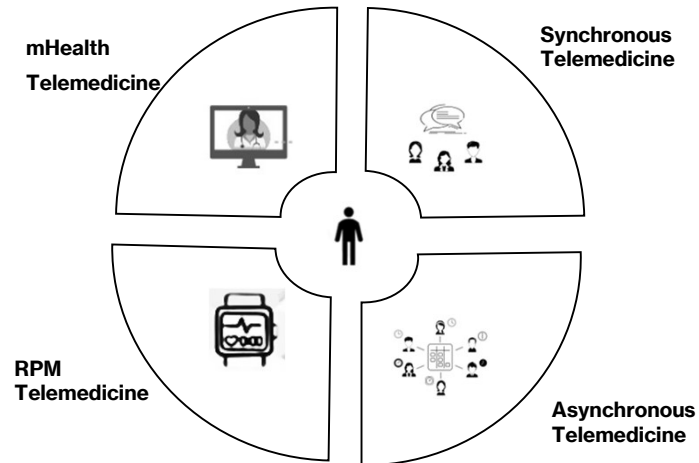 mHealth
Telemedicine
Synchronous
Telemedicine
RPM
Telemedicine
Asynchronous
Telemedicine